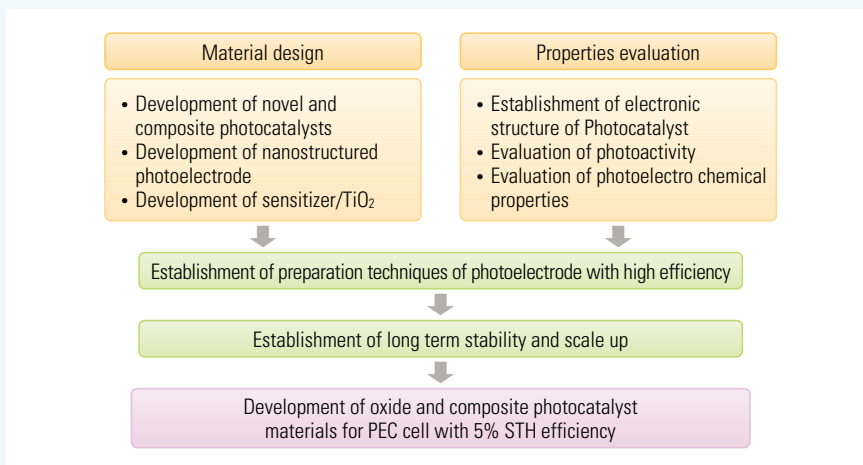 Material design
• Development of novel and
composite photocatalysts
• Development of nanostructured
photoelectrode
• Development of sensitizer/TiO₂
Properties evaluation
• Establishment of electronic
structure of Photocatalyst
• Evaluation of photoactivity
• Evaluation of photoelectro chemical
properties
Establishment of preparation techniques of photoelectrode with high efficiency
Establishment of long term stability and scale up
Development of oxide and composite photocatalyst
materials for PEC cell with 5% STH efficiency